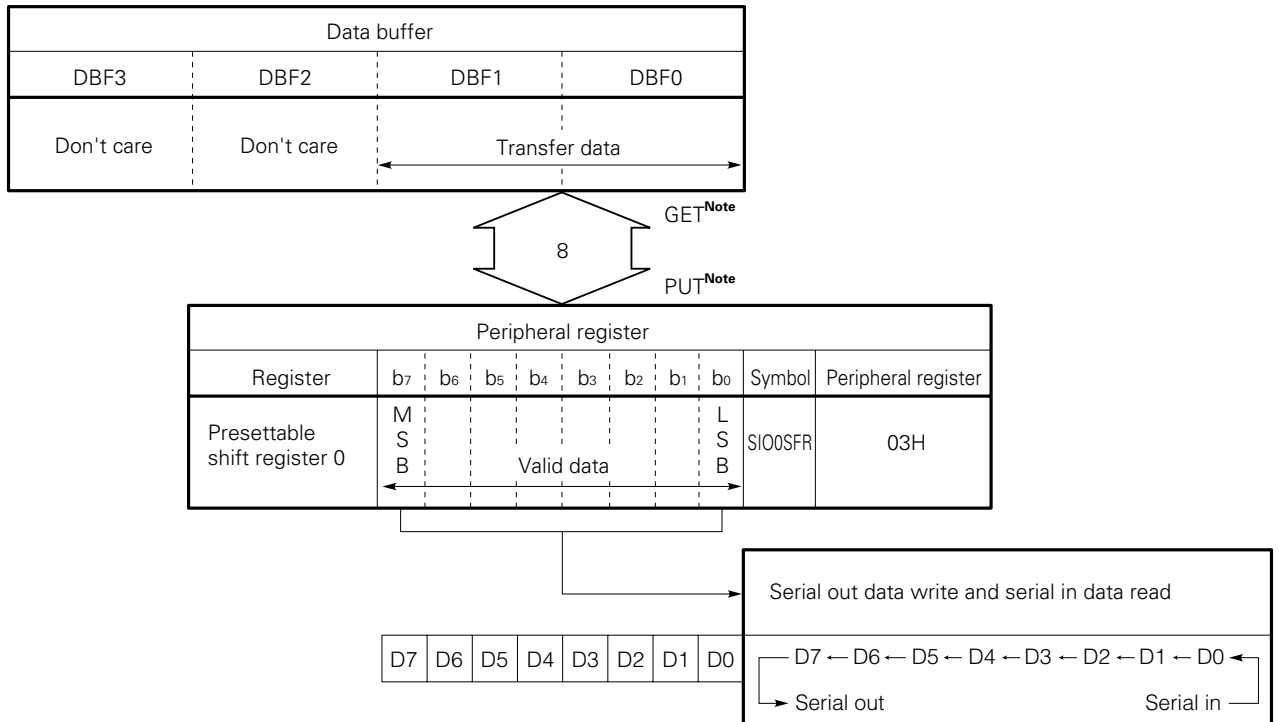 Data buffer
DBF3 DBF2 DBF1 DBF0
Don't care Don't care Transfer data
GETNote
8
PUTNote
Peripheral register
Register b7 b6 b5 b4 b3 b2 b1 b0 Symbol Peripheral register
Presettable
shift register 0
MSB
Valid data
LSB
SIO0SFR
03H
Serial out data write and serial in data read
D7 D6 D5 D4 D3 D2 D1 D0
D7 ← D6 ← D5 ← D4 ← D3 ← D2 ← D1 ← D0
Serial out Serial in